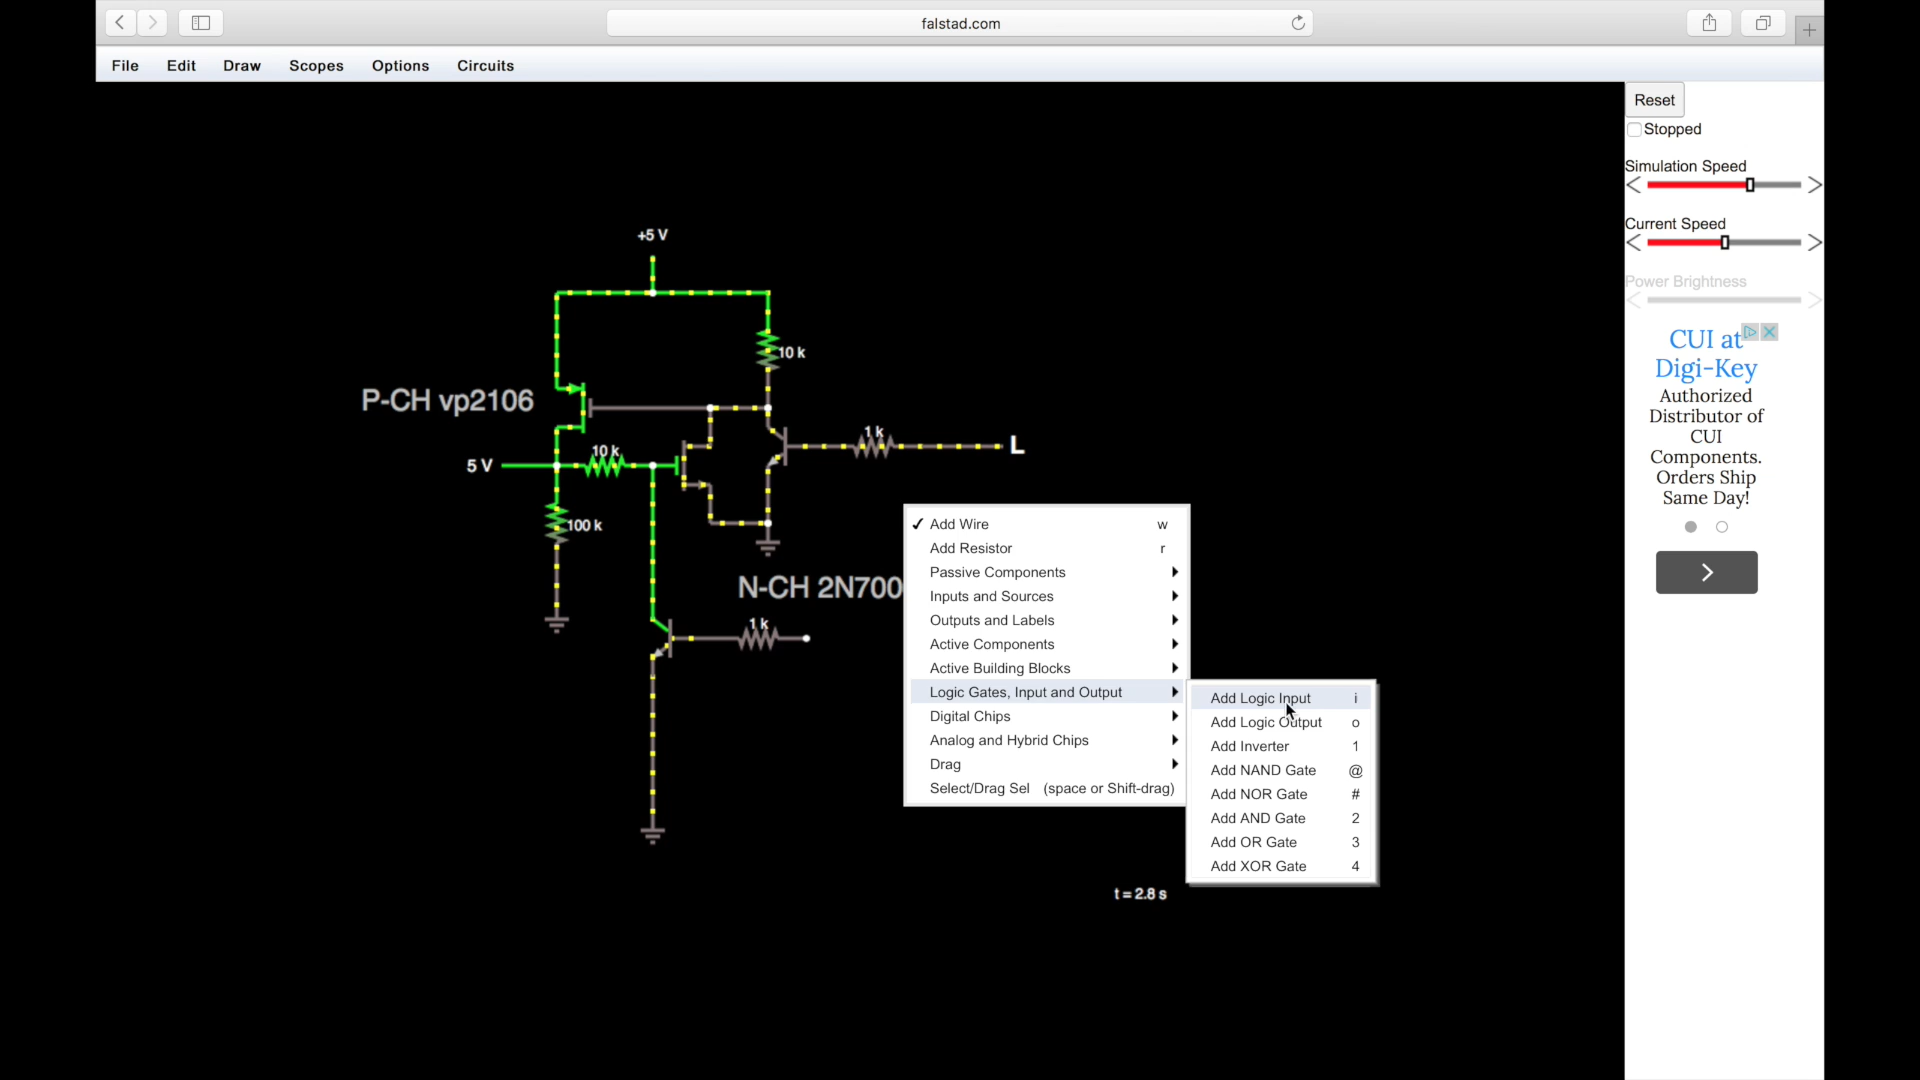 falstad.com
File Edit Draw Scopes Options Circuits
Reset
Stopped
Simulation Speed
Current Speed
Power Brightness
CUI at
Digi-Key
Authorized
Distributor of
CUI
Components.
Orders Ship
Same Day!
+5 V
10 k
P-CH vp2106
1 k
L
10 k
5 V
100 k
N-CH 2N700
1 k
t = 2.8 s
✓ Add Wire w
Add Resistor r
Passive Components
Inputs and Sources
Outputs and Labels
Active Components
Active Building Blocks
Logic Gates, Input and Output
Digital Chips
Analog and Hybrid Chips
Drag
Select/Drag Sel (space or Shift-drag)
Add Logic Input i
Add Logic Output o
Add Inverter 1
Add NAND Gate @
Add NOR Gate #
Add AND Gate 2
Add OR Gate 3
Add XOR Gate 4